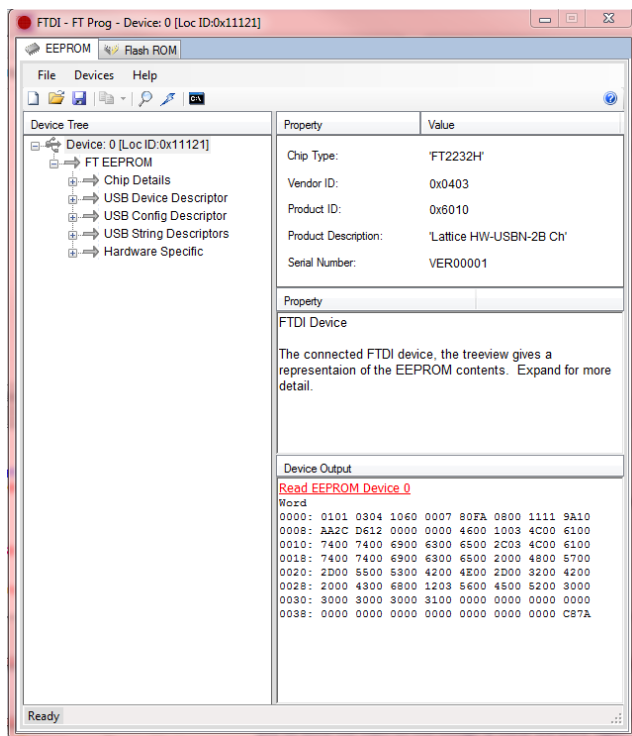 FTDI - FT Prog - Device: 0 [Loc ID:0x11121]
EEPROM Flash ROM
File Devices Help
Device Tree
Device: 0 [Loc ID:0x11121]
FT EEPROM
Chip Details
USB Device Descriptor
USB Config Descriptor
USB String Descriptors
Hardware Specific
Property Value
Chip Type: 'FT2232H'
Vendor ID: 0x0403
Product ID: 0x6010
Product Description: 'Lattice HW-USBN-2B Ch'
Serial Number: VER00001
Property
FTDI Device
The connected FTDI device, the treeview gives a
representaion of the EEPROM contents. Expand for more
detail.
Device Output
Read EEPROM Device 0
Word
0000: 0101 0304 1060 0007 80FA 0800 1111 9A10
0008: AA2C D612 0000 0000 4600 1003 4C00 6100
0010: 7400 7400 6900 6300 6500 2C03 4C00 6100
0018: 7400 7400 6900 6300 6500 2000 4800 5700
0020: 2D00 5500 5300 4200 4E00 2D00 3200 4200
0028: 2000 4300 6800 1203 5600 4500 5200 3000
0030: 3000 3000 3000 3100 0000 0000 0000 0000
0038: 0000 0000 0000 0000 0000 0000 0000 C87A
Ready